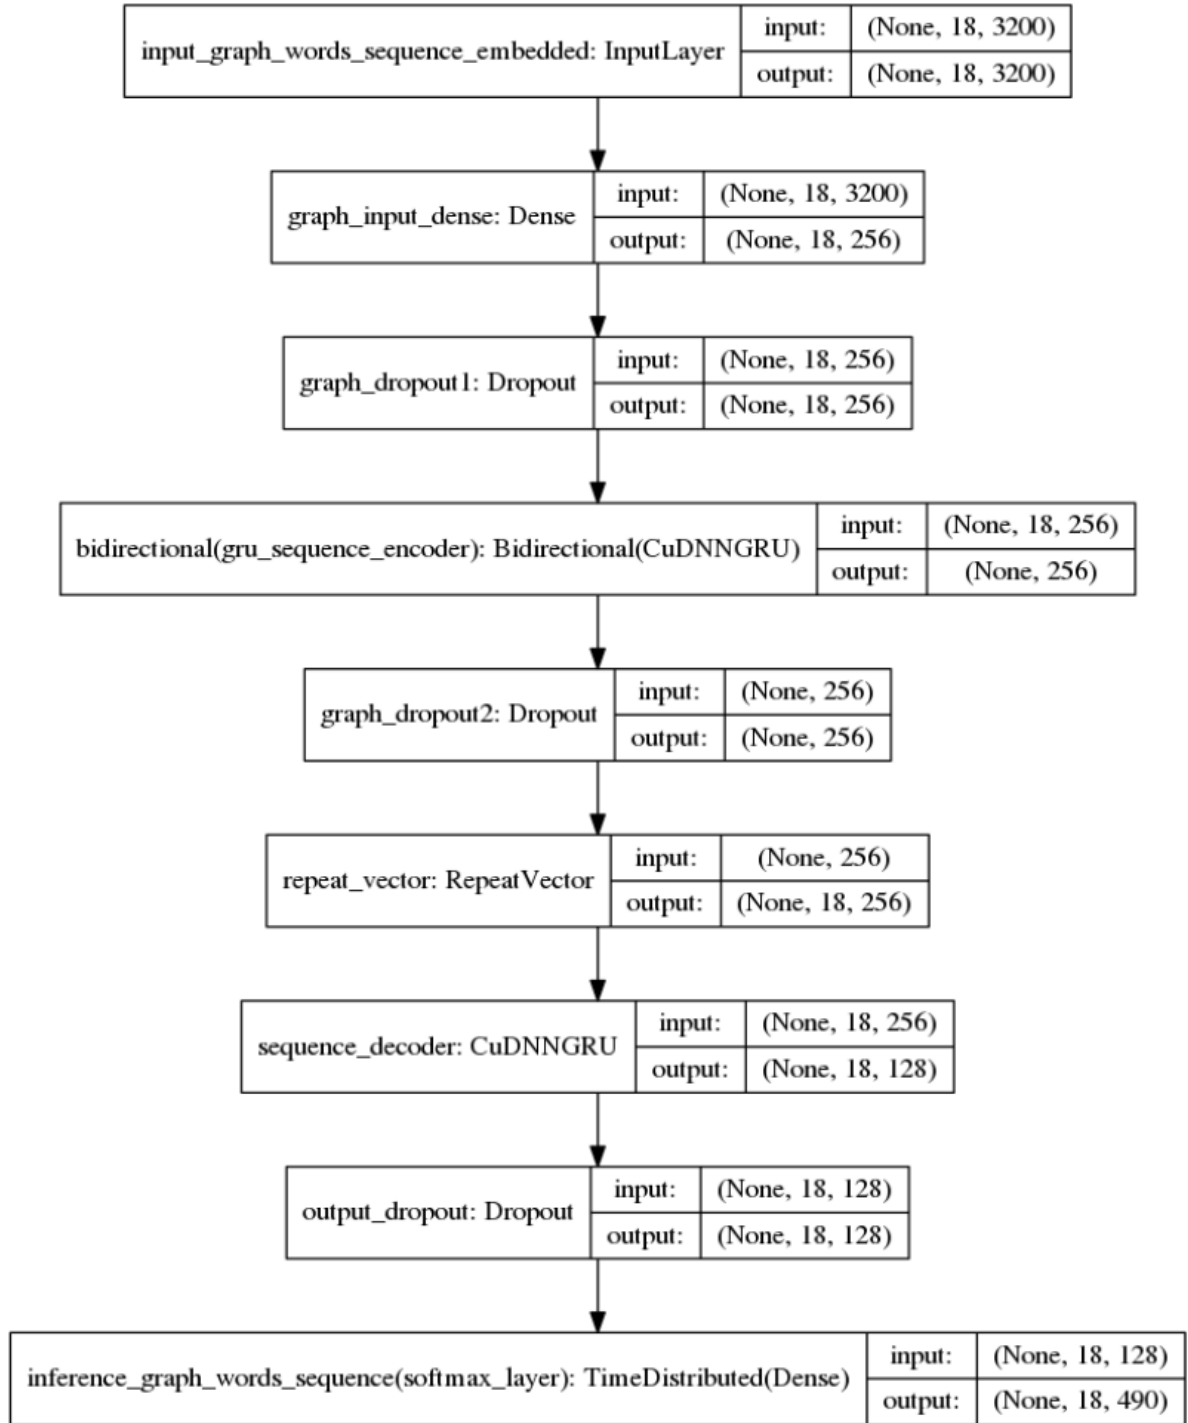 input_graph_words_sequence_embedded: InputLayer
input: (None, 18, 3200)
output: (None, 18, 3200)
graph_input_dense: Dense
input: (None, 18, 3200)
output: (None, 18, 256)
graph_dropout1: Dropout
input: (None, 18, 256)
output: (None, 18, 256)
bidirectional(gru_sequence_encoder): Bidirectional(CuDNNGRU)
input: (None, 18, 256)
output: (None, 256)
graph_dropout2: Dropout
input: (None, 256)
output: (None, 256)
repeat_vector: RepeatVector
input: (None, 256)
output: (None, 18, 256)
sequence_decoder: CuDNNGRU
input: (None, 18, 256)
output: (None, 18, 128)
output_dropout: Dropout
input: (None, 18, 128)
output: (None, 18, 128)
inference_graph_words_sequence(softmax_layer): TimeDistributed(Dense)
input: (None, 18, 128)
output: (None, 18, 490)